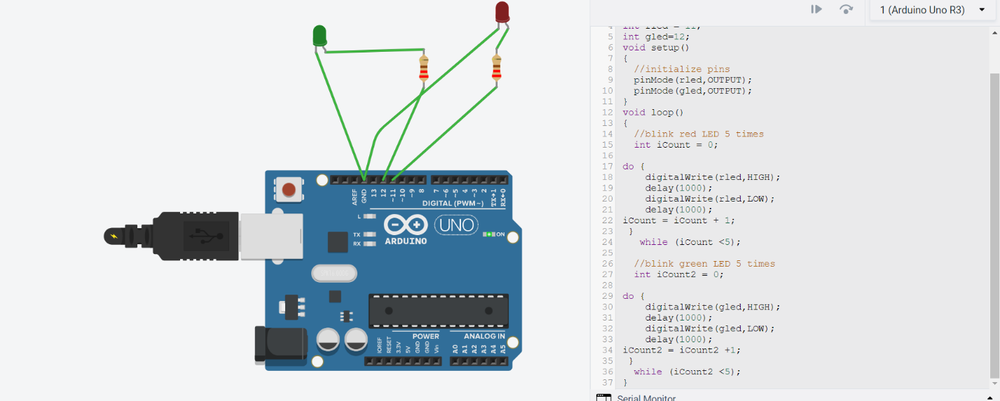 1 (Arduino Uno R3)
4 int rled = 11;
5 int gled=12;
6 void setup()
7 {
8 //initialize pins
9 pinMode(rled,OUTPUT);
10 pinMode(gled,OUTPUT);
11 }
12 void loop()
13 {
14 //blink red LED 5 times
15 int iCount = 0;
16
17 do {
18 digitalWrite(rled,HIGH);
19 delay(1000);
20 digitalWrite(rled,LOW);
21 delay(1000);
22 iCount = iCount + 1;
23 }
24 while (iCount <5);
25
26 //blink green LED 5 times
27 int iCount2 = 0;
28
29 do {
30 digitalWrite(gled,HIGH);
31 delay(1000);
32 digitalWrite(gled,LOW);
33 delay(1000);
34 iCount2 = iCount2 +1;
35 }
36 while (iCount2 <5);
37 }
Serial Monitor
AREF
GND
13
12
~11
~10
~9
8
7
~6
~5
4
~3
2
TX→1
RX←0
DIGITAL (PWM~)
L
TX
RX
ARDUINO
UNO
ON
POWER
ANALOG IN
IOREF
RESET
3.3V
5V
GND
GND
Vin
A0
A1
A2
A3
A4
A5